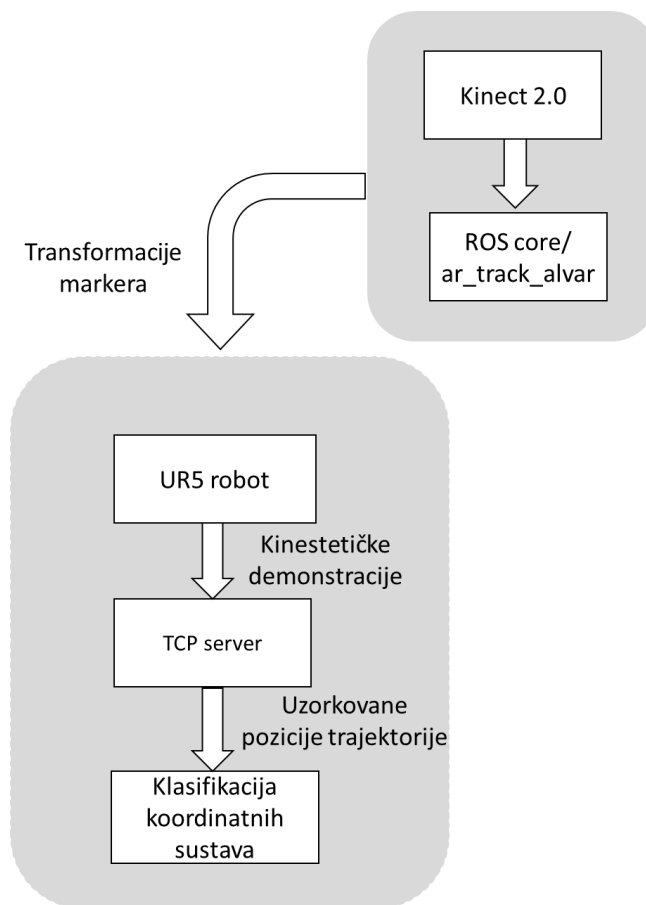 Kinect 2.0
ROS core/
ar_track_alvar
Transformacije
markera
UR5 robot
Kinestetičke
demonstracije
TCP server
Uzorkovane
pozicije trajektorije
Klasifikacija
koordinatnih
sustava